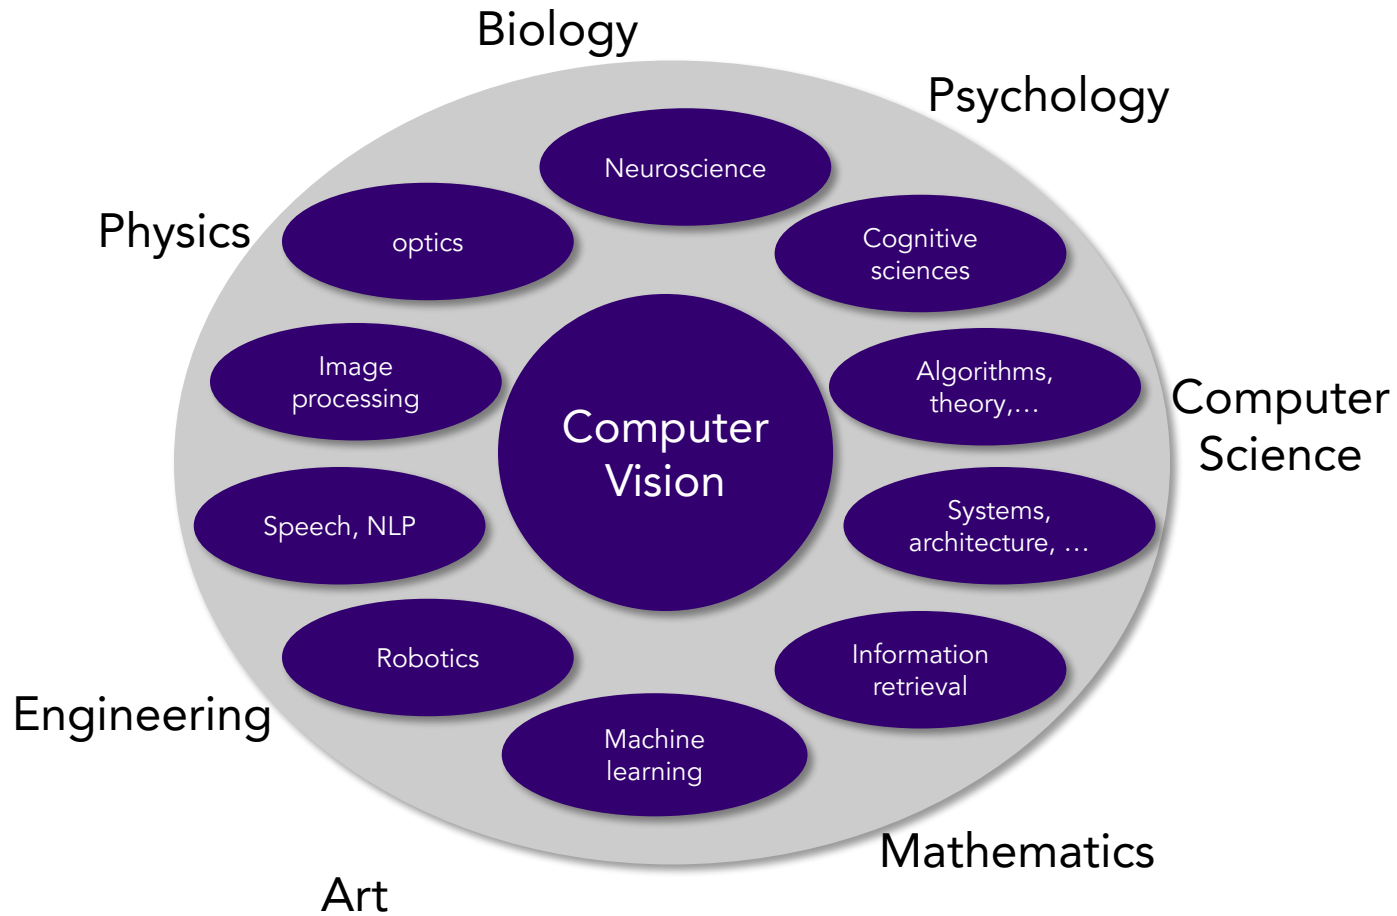 Biology
Psychology
Neuroscience
Physics
optics
Cognitive
sciences
Image
processing
Algorithms,
theory,...
Computer
Science
Computer
Vision
Speech, NLP
Systems,
architecture, ...
Robotics
Information
retrieval
Engineering
Machine
learning
Mathematics
Art